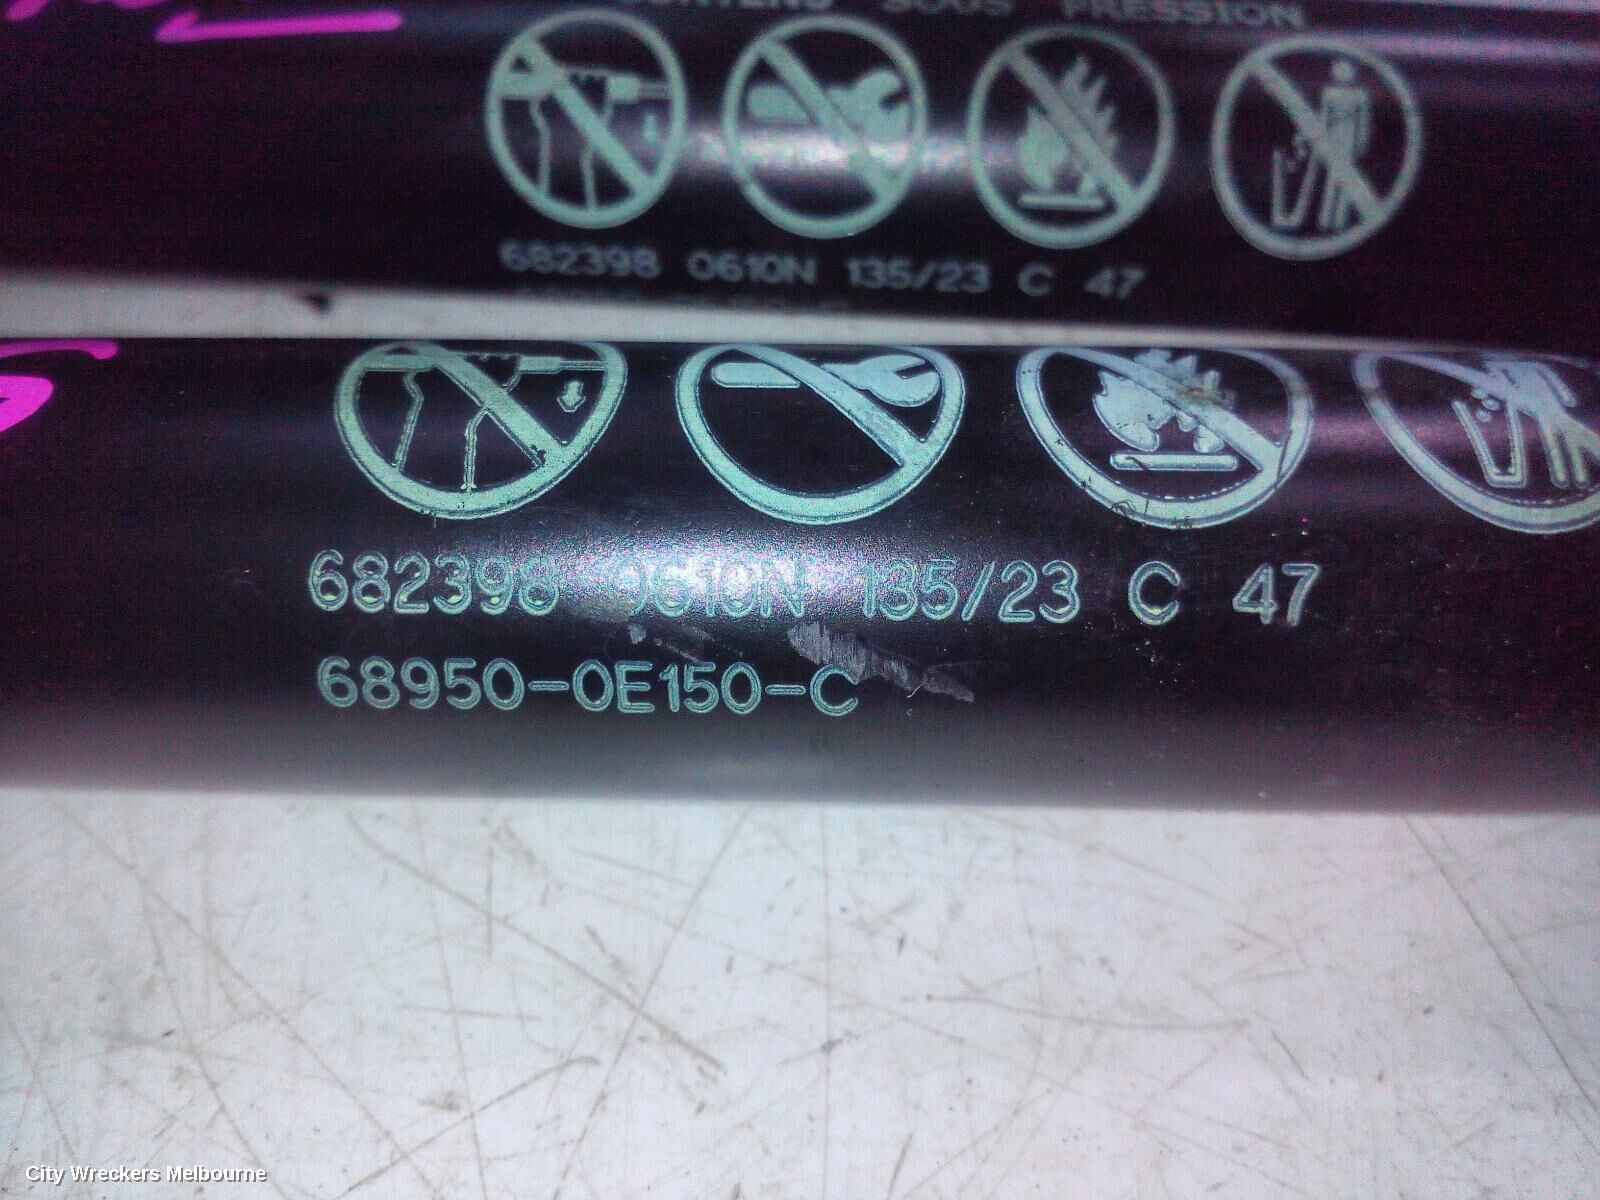 SOUS PRESSION
682398 0610N 135/23 C 47
682398 0610N 135/23 C 47
68950-0E150-C
City Wreckers Melbourne